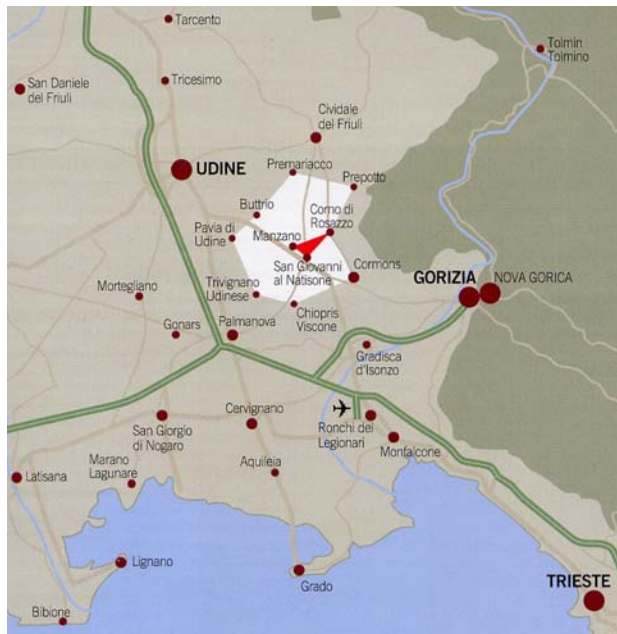 Tarcento
Tolmin
Tolmino
San Daniele
del Friuli
Tricesimo
Cividale
del Friuli
UDINE
Premariacco
Prepotto
Buttrio
Corno di
Rosazzo
Pavia di
Udine
Manzano
San Giovanni
al Natisone
Cormons
GORIZIA
NOVA GORICA
Mortegliano
Trivignano
Udinese
Chiopris
Viscone
Gonars
Palmanova
Gradisca
d'Isonzo
Cervignano
San Giorgio
di Nogaro
Ronchi dei
Legionari
Monfalcone
Latisana
Marano
Lagunare
Aquileia
Lignano
Grado
TRIESTE
Bibione